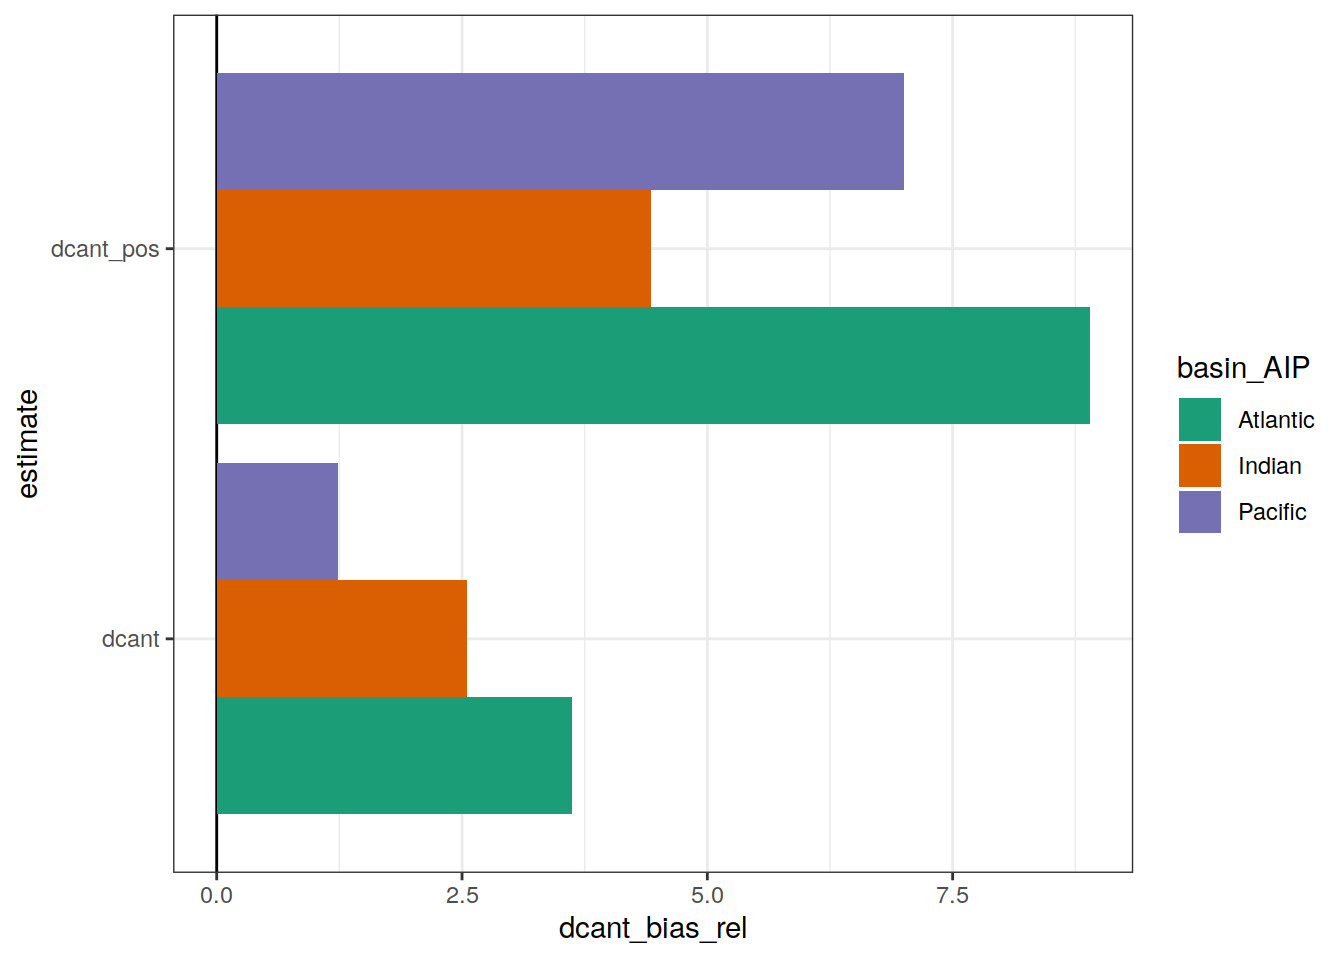 dcant_pos
dcant
estimate
0.0 2.5 5.0 7.5
dcant_bias_rel
basin_AIP
Atlantic
Indian
Pacific